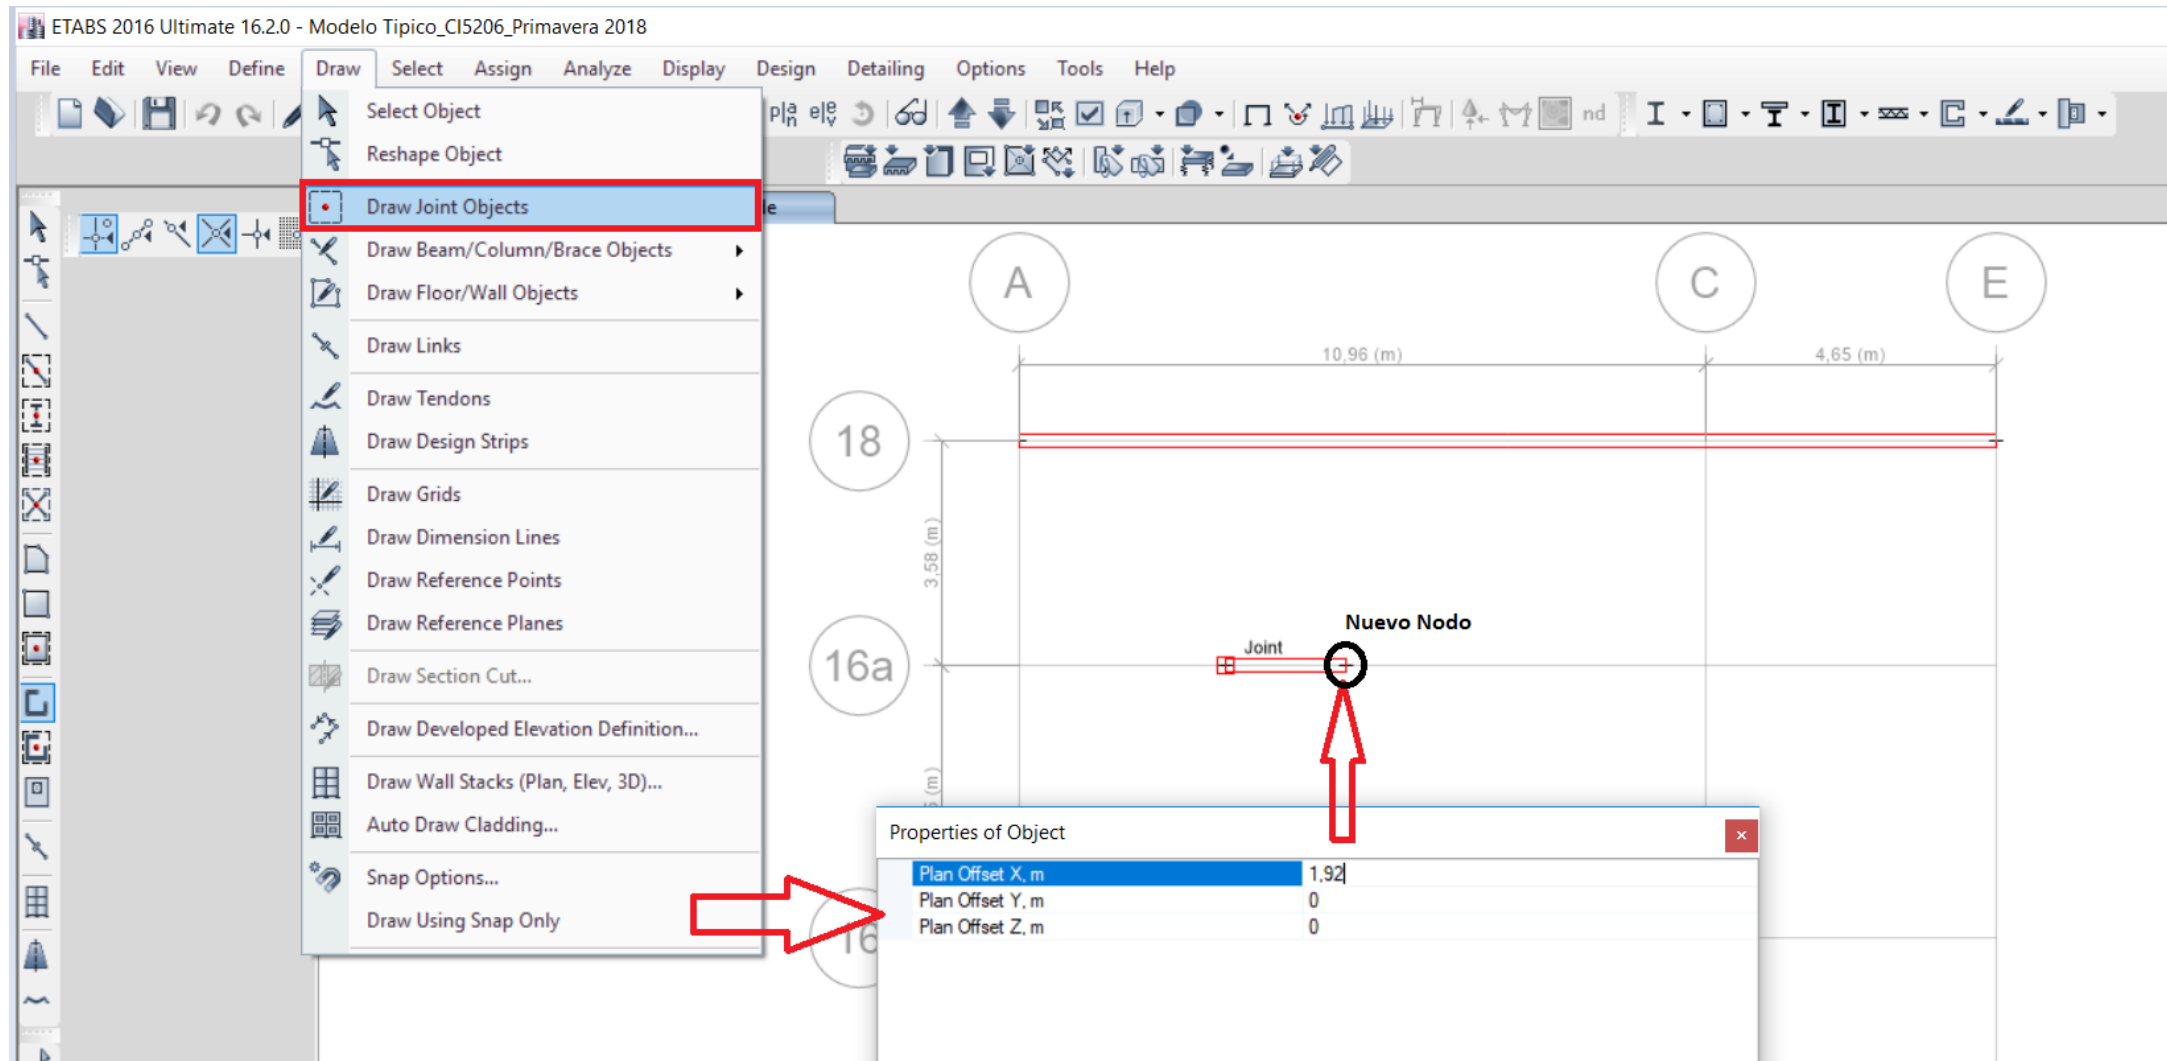 ETABS 2016 Ultimate 16.2.0 - Modelo Tipico_CI5206_Primavera 2018
File Edit View Define Draw Select Assign Analyze Display Design Detailing Options Tools Help
Select Object
Reshape Object
Draw Joint Objects
Draw Beam/Column/Brace Objects
Draw Floor/Wall Objects
Draw Links
Draw Tendons
Draw Design Strips
Draw Grids
Draw Dimension Lines
Draw Reference Points
Draw Reference Planes
Draw Section Cut...
Draw Developed Elevation Definition...
Draw Wall Stacks (Plan, Elev, 3D)...
Auto Draw Cladding...
Snap Options...
Draw Using Snap Only
nd
A C E
10,96 (m) 4,65 (m)
18
3,58 (m)
Nuevo Nodo
Joint
16a
(m)
16
Properties of Object
Plan Offset X, m 1,92
Plan Offset Y, m 0
Plan Offset Z, m 0